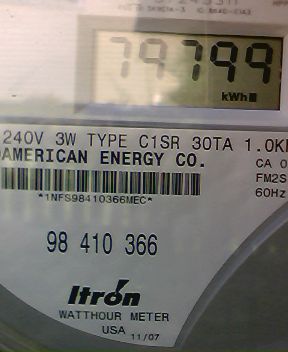 79799
kWh
240V 3W TYPE C1SR 30TA 1.0K
AMERICAN ENERGY CO.
CA 0
FM2S
60Hz
*1NFS98410366MEC*
98 410 366
Itron
WATTHOUR METER
USA 11/07